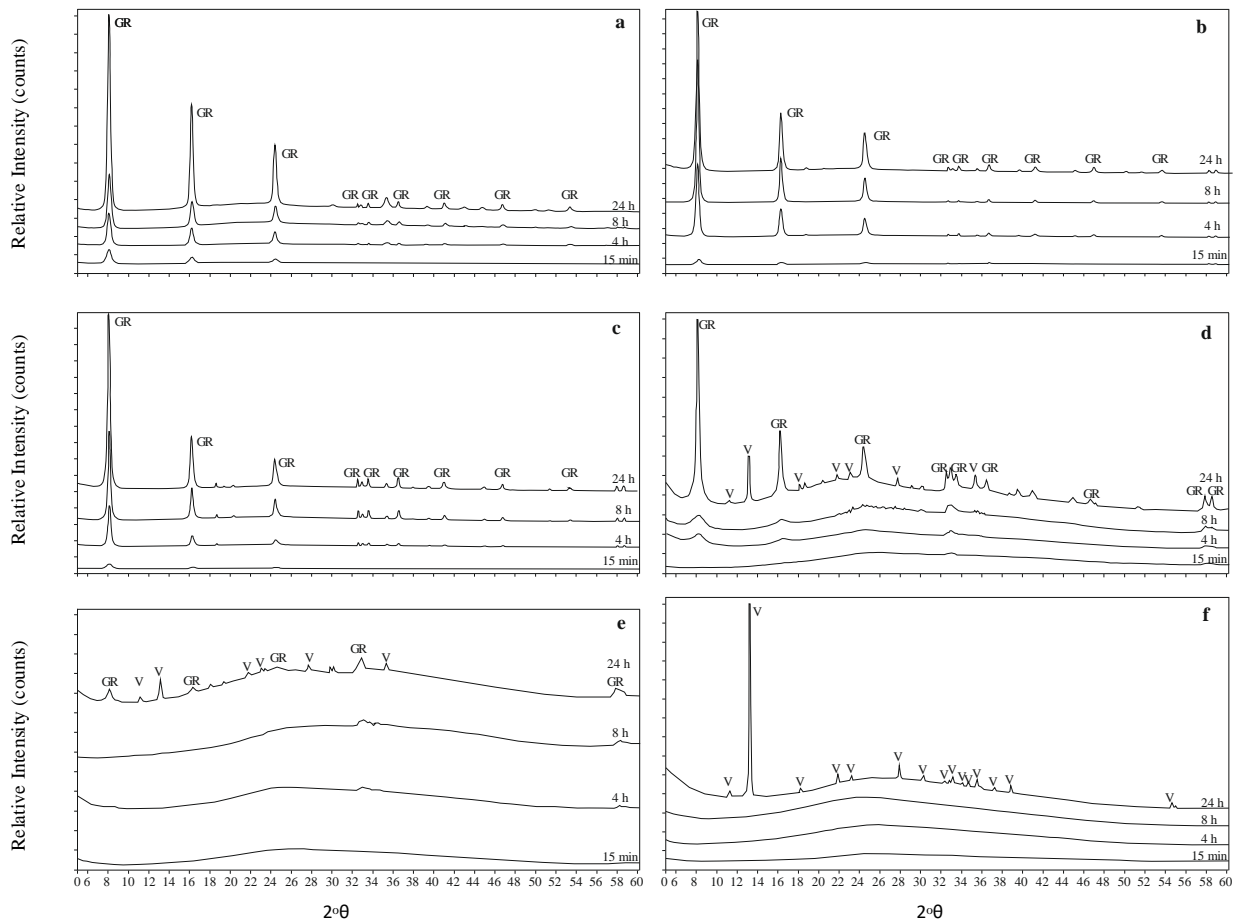 Relative Intensity (counts)
a
GR
GR
GR
GR GR GR GR GR GR
24 h
8 h
4 h
15 min
b
GR
GR
GR
GR GR GR GR GR GR
24 h
8 h
4 h
15 min
Relative Intensity (counts)
c
GR
GR
GR
GR GR GR GR GR GR
24 h
8 h
4 h
15 min
d
GR
V
V
GR
V
V V
GR
V
GR GR V GR
GR
GR GR
24 h
8 h
4 h
15 min
Relative Intensity (counts)
e
GR V V GR V V GR V GR V GR
24 h
8 h
4 h
15 min
0 6 8 10 12 14 16 18 20 22 24 26 28 30 32 34 36 38 40 42 44 46 48 50 52 54 56 58 60
2°θ
f
V
V
V V V V V V V V V V V V V
24 h
8 h
4 h
15 min
0 6 8 10 12 14 16 18 20 22 24 26 28 30 32 34 36 38 40 42 44 46 48 50 52 54 56 58 60
2°θ